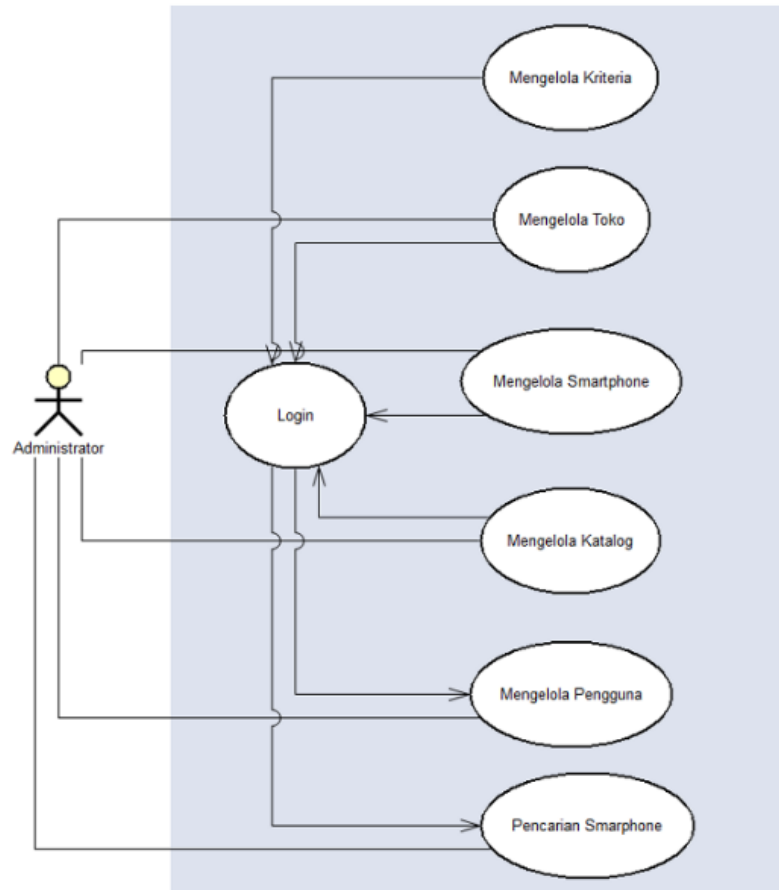 Mengelola Kriteria
Mengelola Toko
Mengelola Smartphone
Login
Administrator
Mengelola Katalog
Mengelola Pengguna
Pencarian Smarphone